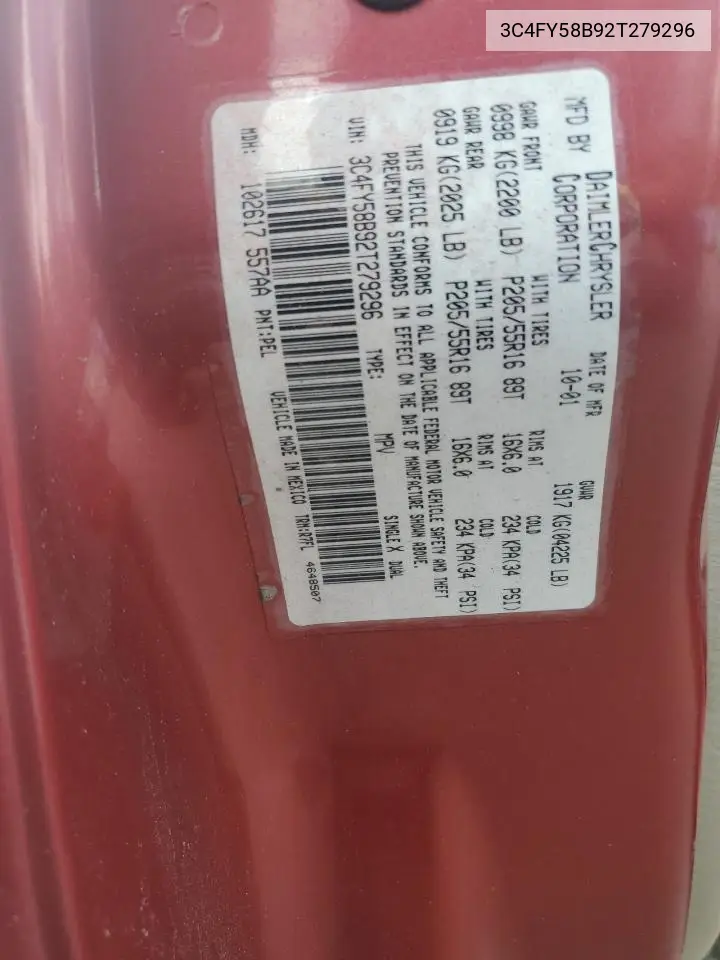 3C4FY58B92T279296
MFD BY DAIMLERCHRYSLER CORPORATION
DATE OF MFR 10-01
GVWR 1917 KG(04225 LB)
GAWR FRONT WITH TIRES RIMS AT COLD
0998 KG(2200 LB) P205/55R16 89T 16X6.0 234 KPA(34 PSI)
GAWR REAR WITH TIRES RIMS AT COLD
0919 KG(2025 LB) P205/55R16 89T 16X6.0 234 KPA(34 PSI)
THIS VEHICLE CONFORMS TO ALL APPLICABLE FEDERAL MOTOR VEHICLE SAFETY AND THEFT
PREVENTION STANDARDS IN EFFECT ON THE DATE OF MANUFACTURE SHOWN ABOVE.
VIN: 3C4FY58B92T279296 TYPE: MPV SINGLE X DUAL
MDH: 102617 557AA PNT:PEL VEHICLE MADE IN MEXICO TRM:R7FL 4648507